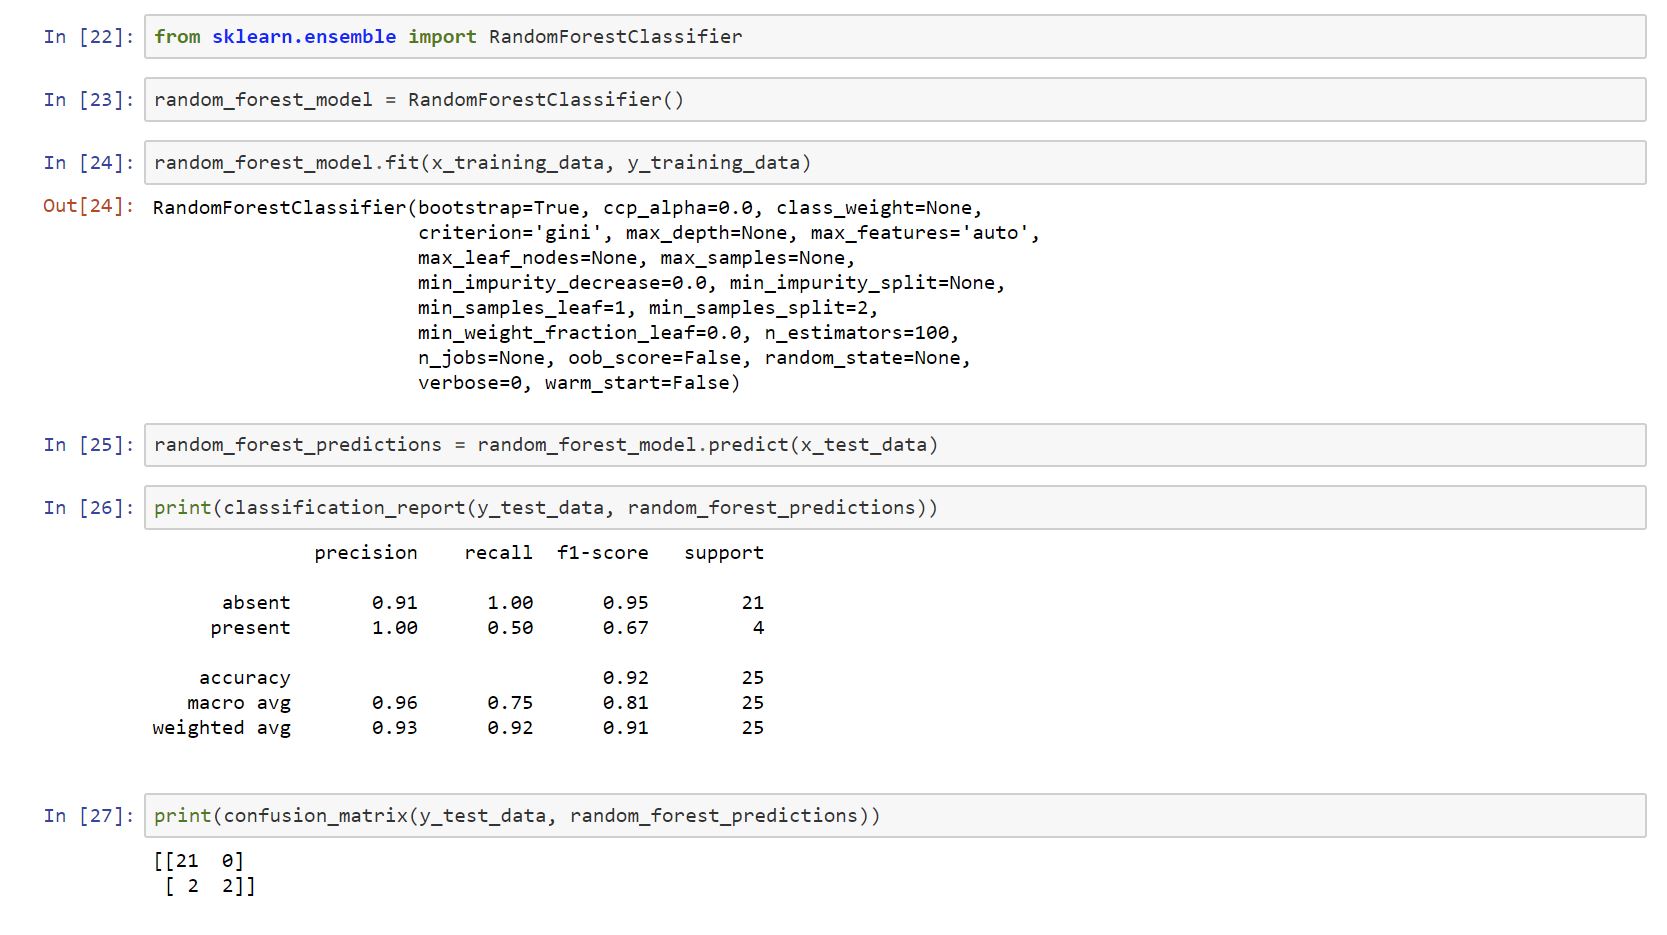 In [22]: from sklearn.ensemble import RandomForestClassifier
In [23]: random_forest_model = RandomForestClassifier()
In [24]: random_forest_model.fit(x_training_data, y_training_data)
Out[24]: RandomForestClassifier(bootstrap=True, ccp_alpha=0.0, class_weight=None,
criterion='gini', max_depth=None, max_features='auto',
max_leaf_nodes=None, max_samples=None,
min_impurity_decrease=0.0, min_impurity_split=None,
min_samples_leaf=1, min_samples_split=2,
min_weight_fraction_leaf=0.0, n_estimators=100,
n_jobs=None, oob_score=False, random_state=None,
verbose=0, warm_start=False)
In [25]: random_forest_predictions = random_forest_model.predict(x_test_data)
In [26]: print(classification_report(y_test_data, random_forest_predictions))
precision recall f1-score support
absent 0.91 1.00 0.95 21
present 1.00 0.50 0.67 4
accuracy 0.92 25
macro avg 0.96 0.75 0.81 25
weighted avg 0.93 0.92 0.91 25
In [27]: print(confusion_matrix(y_test_data, random_forest_predictions))
[[21 0]
[ 2 2]]